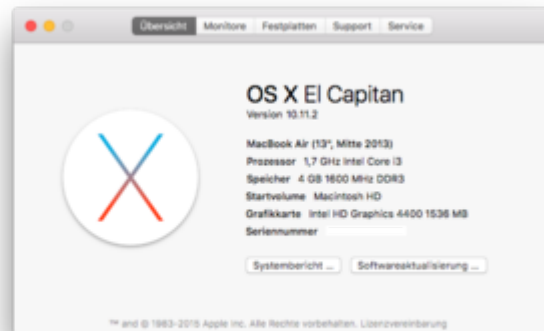 Übersicht Monitore Festplatten Support Service
OS X El Capitan
Version 10.11.2
MacBook Air (13", Mitte 2013)
Prozessor 1,7 GHz Intel Core i3
Speicher 4 GB 1600 MHz DDR3
Startvolume Macintosh HD
Grafikkarte Intel HD Graphics 4400 1536 MB
Seriennummer
Systembericht ... Softwareaktualisierung ...
™ and © 1983-2015 Apple Inc. Alle Rechte vorbehalten. Lizenzvereinbarung